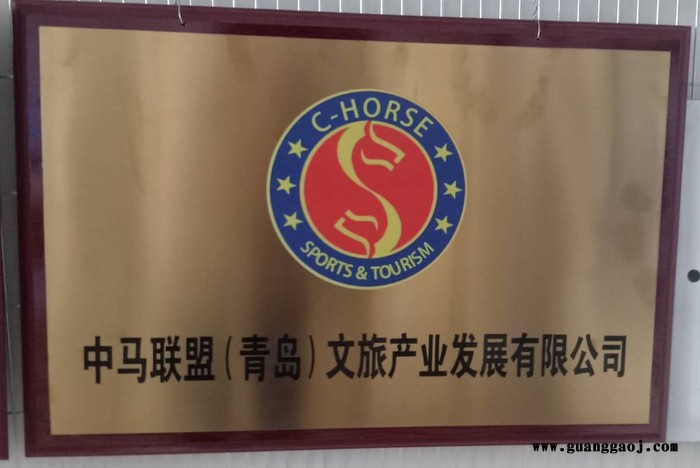 C-HORSE
SPORTS & TOURISM
中马联盟（青岛）文旅产业发展有限公司
www.guanggaoj.com